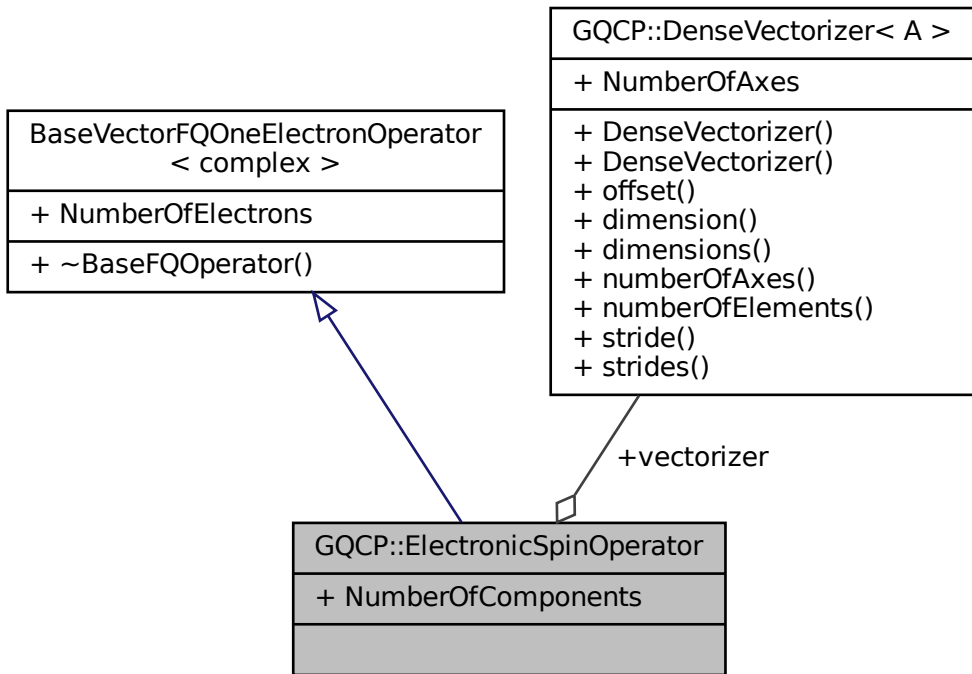 GQCP::DenseVectorizer< A >
+ NumberOfAxes
+ DenseVectorizer()
+ DenseVectorizer()
+ offset()
+ dimension()
+ dimensions()
+ numberOfAxes()
+ numberOfElements()
+ stride()
+ strides()
BaseVectorFQOneElectronOperator
< complex >
+ NumberOfElectrons
+ ~BaseFQOperator()
+vectorizer
GQCP::ElectronicSpinOperator
+ NumberOfComponents